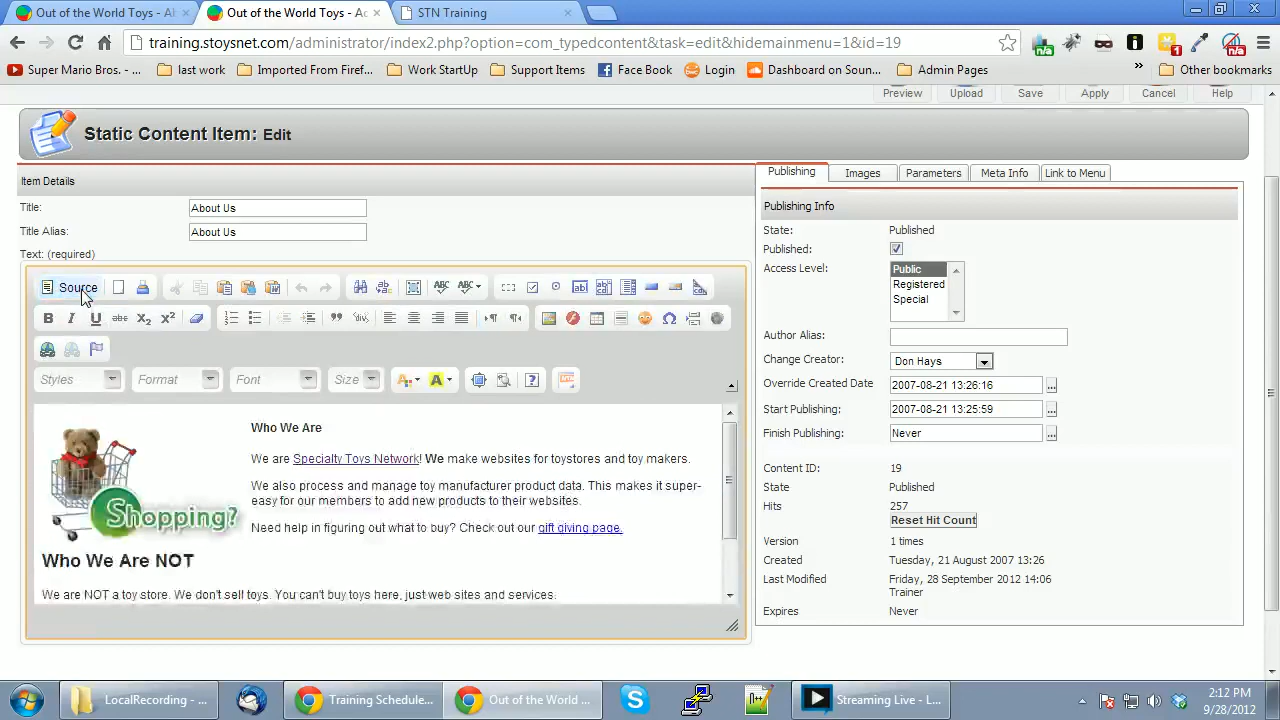 Out of the World Toys - Ab
Out of the World Toys - Ac
STN Training
training.stoysnet.com/administrator/index2.php?option=com_typedcontent&task=edit&hidemainmenu=1&id=19
n/a
1
n/a
Super Mario Bros. - ...
last work
Imported From Firef...
Work StartUp
Support Items
Face Book
Login
Dashboard on Soun...
Admin Pages
»
Other bookmarks
Preview
Upload
Save
Apply
Cancel
Help
Static Content Item: Edit
Item Details
Title:
About Us
Title Alias:
About Us
Text: (required)
Source
Styles
Format
Font
Size
Who We Are
We are Specialty Toys Network! We make websites for toystores and toy makers.
We also process and manage toy manufacturer product data. This makes it super-
easy for our members to add new products to their websites.
Need help in figuring out what to buy? Check out our gift giving page.
Shopping?
Who We Are NOT
We are NOT a toy store. We don't sell toys. You can't buy toys here, just web sites and services.
Publishing
Images
Parameters
Meta Info
Link to Menu
Publishing Info
State: Published
Published:
Access Level:
Public
Registered
Special
Author Alias:
Change Creator: Don Hays
Override Created Date 2007-08-21 13:26:16 ...
Start Publishing: 2007-08-21 13:25:59 ...
Finish Publishing: Never ...
Content ID: 19
State Published
Hits 257
Reset Hit Count
Version 1 times
Created Tuesday, 21 August 2007 13:26
Last Modified Friday, 28 September 2012 14:06
Trainer
Expires Never
LocalRecording - ...
Training Schedule...
Out of the World ...
Streaming Live - L...
2:12 PM
9/28/2012